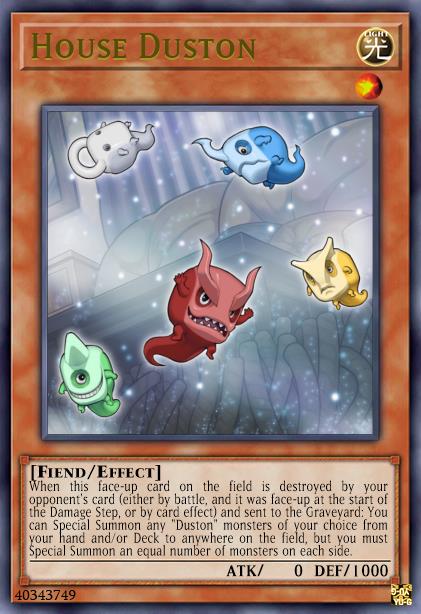 House Duston
LIGHT
光
[Fiend/Effect]
When this face-up card on the field is destroyed by your
opponent's card (either by battle, and it was face-up at the start of
the Damage Step, or by card effect) and sent to the Graveyard: You
can Special Summon any "Duston" monsters of your choice from
your hand and/or Deck to anywhere on the field, but you must
Special Summon an equal number of monsters on each side.
ATK/ 0 DEF/1000
40343749